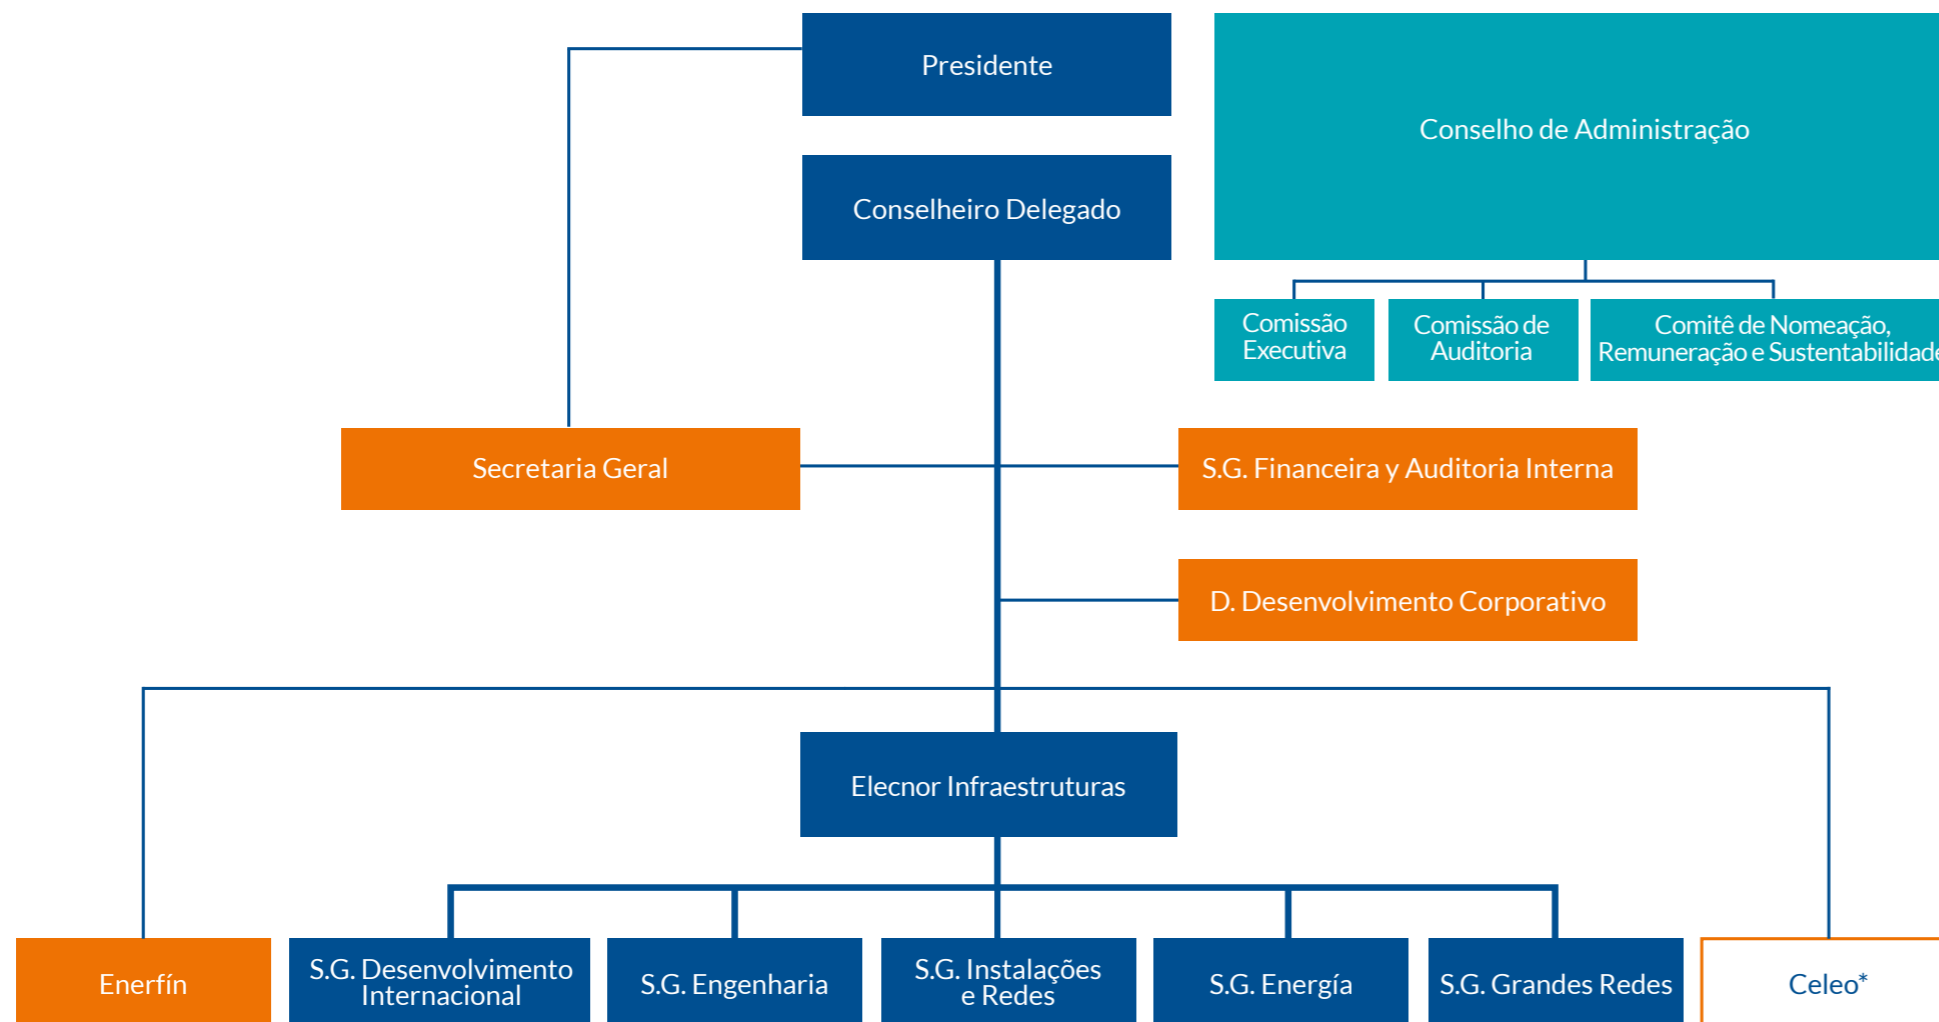 Presidente
Conselho de Administração
Conselheiro Delegado
Comissão
Executiva
Comissão de
Auditoria
Comitê de Nomeação,
Remuneração e Sustentabilidade
Secretaria Geral
S.G. Financeira y Auditoria Interna
D. Desenvolvimento Corporativo
Elecnor Infraestruturas
Enerfín
S.G. Desenvolvimento
Internacional
S.G. Engenharia
S.G. Instalações
e Redes
S.G. Energía
S.G. Grandes Redes
Celeo*